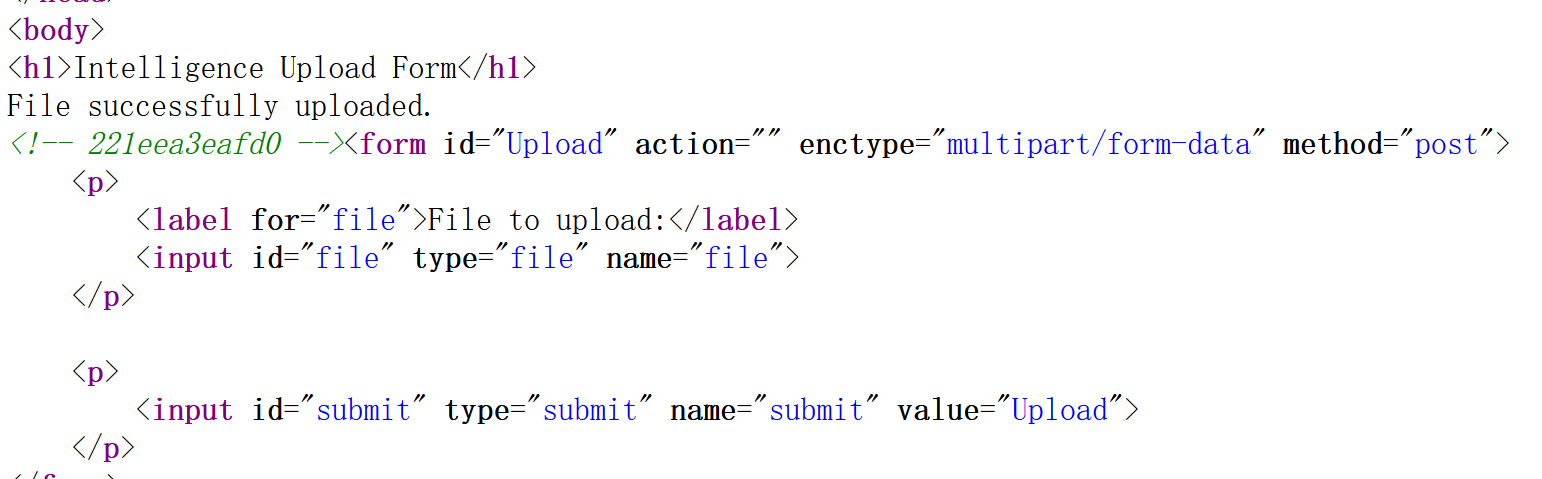 <body>
<h1>Intelligence Upload Form</h1>
File successfully uploaded.
<!-- 221eea3eafd0 --><form id="Upload" action="" enctype="multipart/form-data" method="post">
    <p>
        <label for="file">File to upload:</label>
        <input id="file" type="file" name="file">
    </p>
    <p>
        <input id="submit" type="submit" name="submit" value="Upload">
    </p>